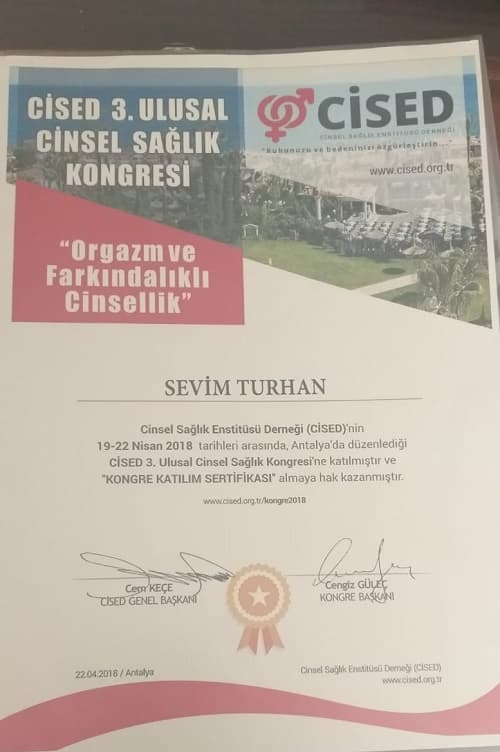 CİSED 3. ULUSAL
CİNSEL SAĞLIK
KONGRESİ
CİSED
CİNSEL SAĞLIK ENSTİTÜSÜ DERNEĞİ
"Ruhunuzu ve bedeninizi özgürleştirin..."
www.cised.org.tr
"Orgazm ve
Farkındalıklı
Cinsellik"
SEVİM TURHAN
Cinsel Sağlık Enstitüsü Derneği (CİSED)'nin
19-22 Nisan 2018 tarihleri arasında, Antalya'da düzenlediği
CİSED 3. Ulusal Cinsel Sağlık Kongresi'ne katılmıştır ve
"KONGRE KATILIM SERTİFİKASI" almaya hak kazanmıştır.
www.cised.org.tr/kongre2018
Cem KEÇE
CİSED GENEL BAŞKANI
Cengiz GÜLEÇ
KONGRE BAŞKANI
22.04.2018 / Antalya
Cinsel Sağlık Enstitüsü Derneği (CİSED)
www.cised.org.tr